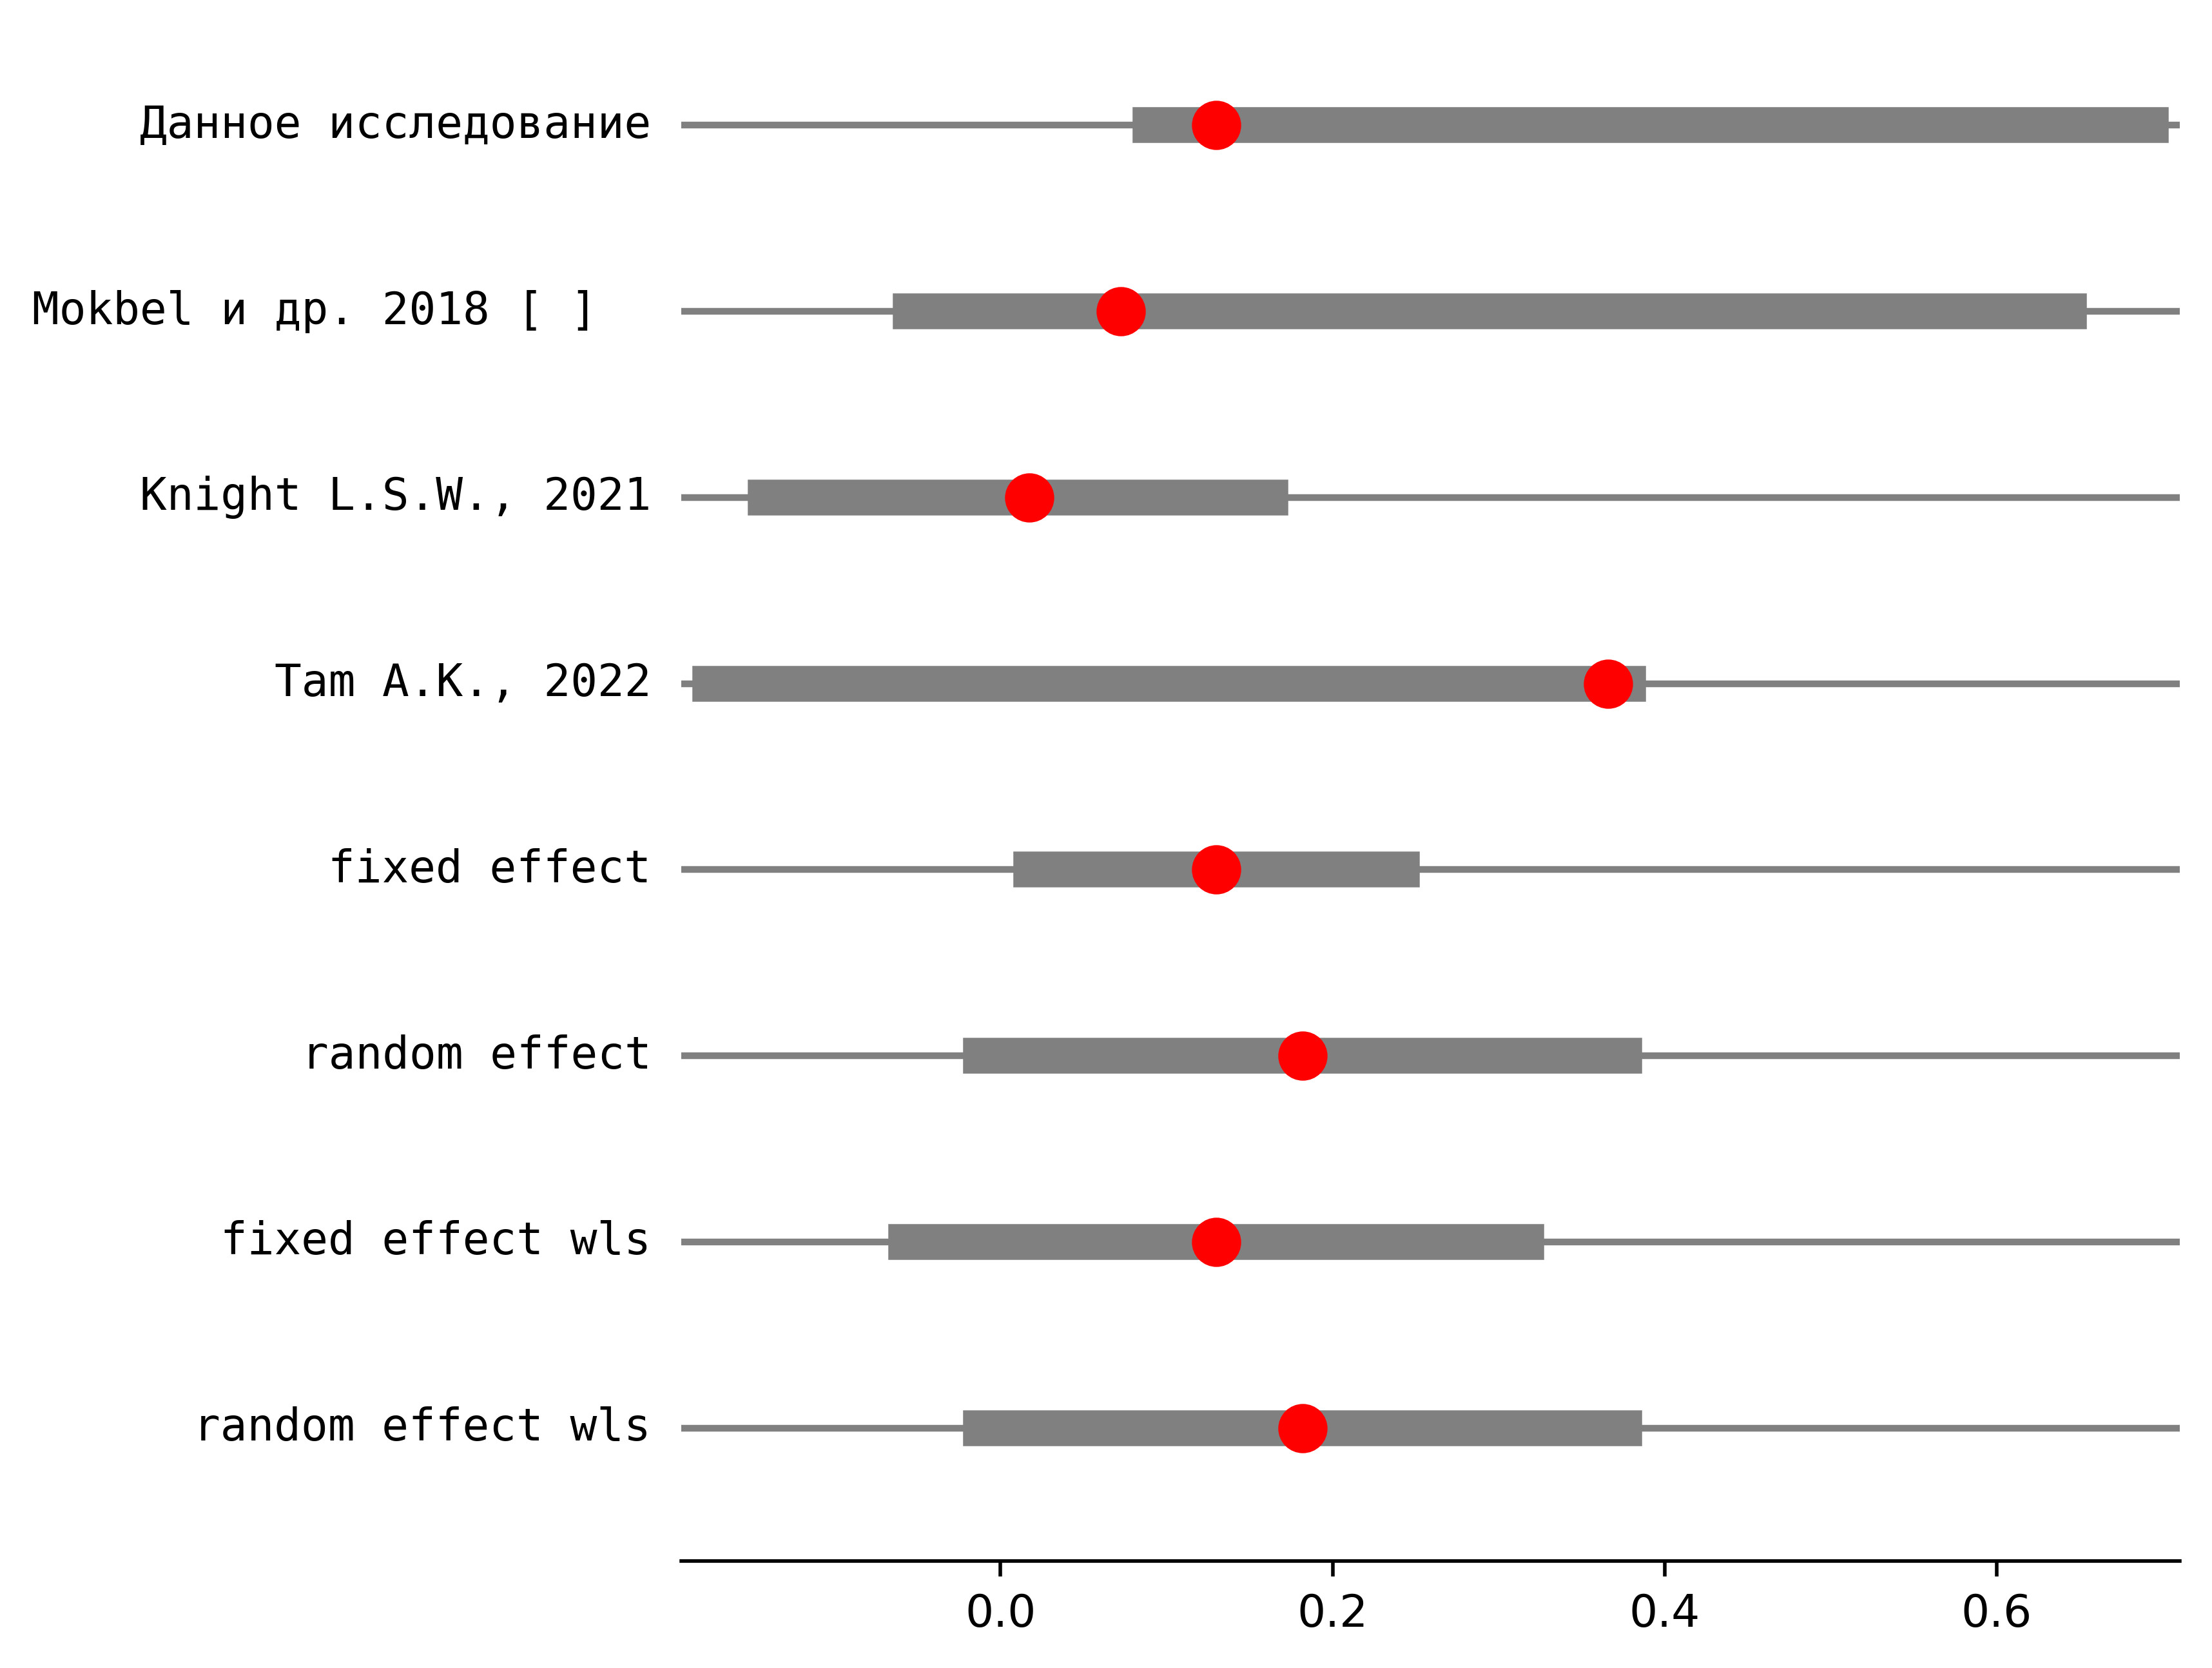 Данное исследование
Mokbel и др. 2018 [ ]
Knight L.S.W., 2021
Tam A.K., 2022
fixed effect
random effect
fixed effect wls
random effect wls
0.0 0.2 0.4 0.6